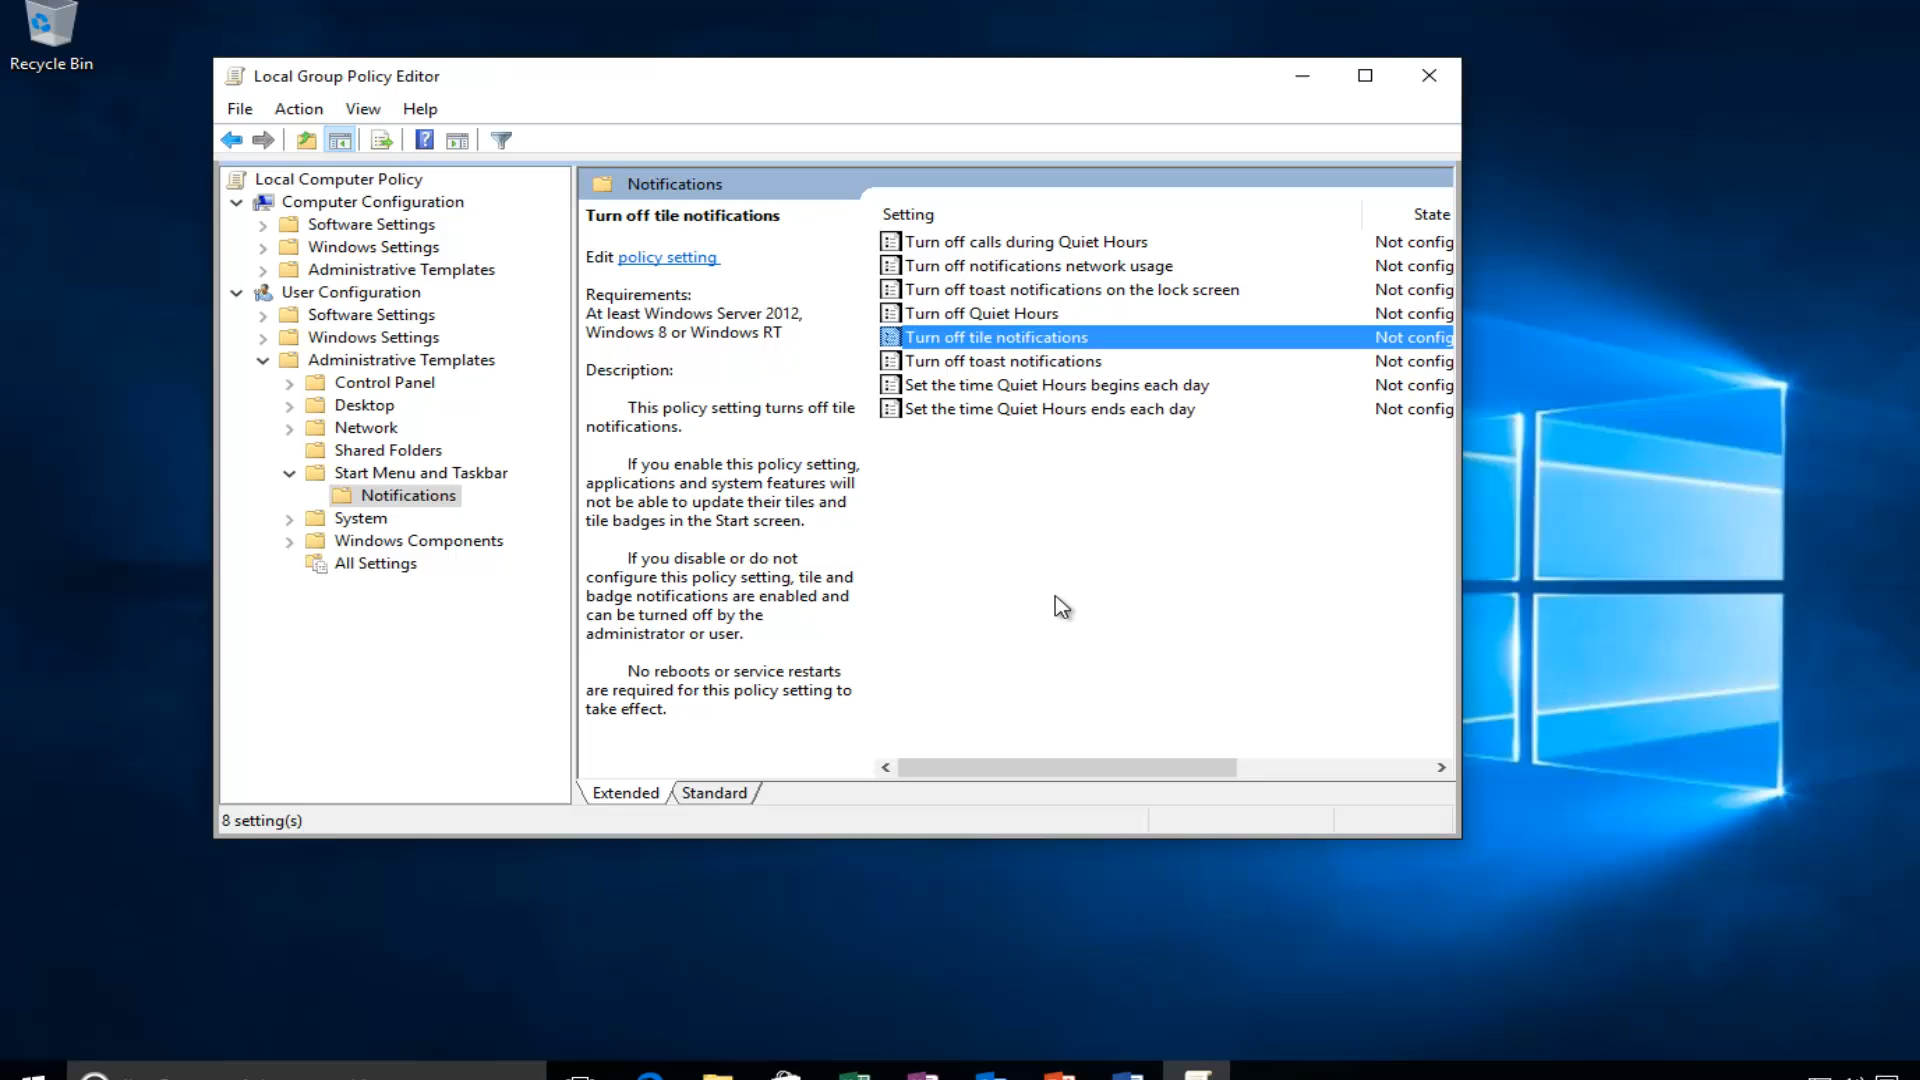 Recycle Bin
Local Group Policy Editor
File Action View Help
Local Computer Policy
Computer Configuration
Software Settings
Windows Settings
Administrative Templates
User Configuration
Software Settings
Windows Settings
Administrative Templates
Control Panel
Desktop
Network
Shared Folders
Start Menu and Taskbar
Notifications
System
Windows Components
All Settings
Notifications
Turn off tile notifications
Edit policy setting
Requirements:
At least Windows Server 2012,
Windows 8 or Windows RT
Description:
This policy setting turns off tile
notifications.
If you enable this policy setting,
applications and system features will
not be able to update their tiles and
tile badges in the Start screen.
If you disable or do not
configure this policy setting, tile and
badge notifications are enabled and
can be turned off by the
administrator or user.
No reboots or service restarts
are required for this policy setting to
take effect.
Setting State
Turn off calls during Quiet Hours Not config
Turn off notifications network usage Not config
Turn off toast notifications on the lock screen Not config
Turn off Quiet Hours Not config
Turn off tile notifications Not config
Turn off toast notifications Not config
Set the time Quiet Hours begins each day Not config
Set the time Quiet Hours ends each day Not config
Extended Standard
8 setting(s)